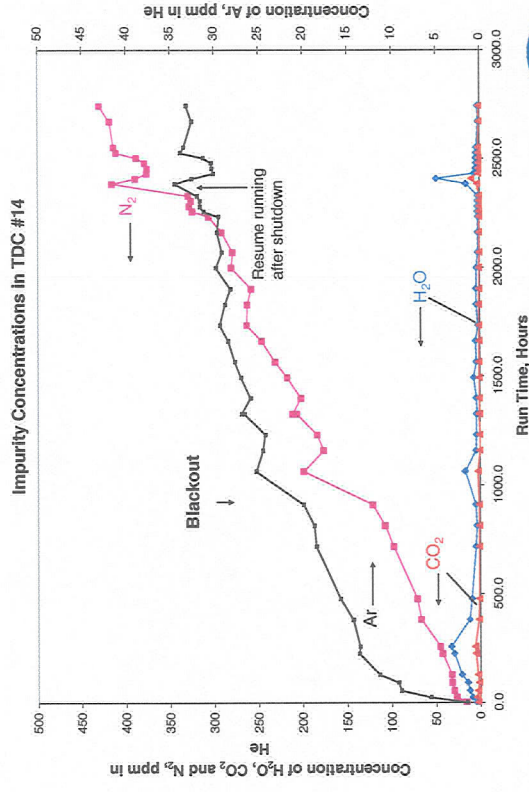 Impurity Concentrations in TDC #14
Concentration of H₂O, CO₂ and N₂, ppm in
He
500
450
400
350
300
250
200
150
100
50
0
Concentration of Ar, ppm in He
50
45
40
35
30
25
20
15
10
5
0
N₂
Blackout
Resume running
after shutdown
Ar
H₂O
CO₂
0.0
500.0
1000.0
1500.0
2000.0
2500.0
3000.0
Run Time, Hours